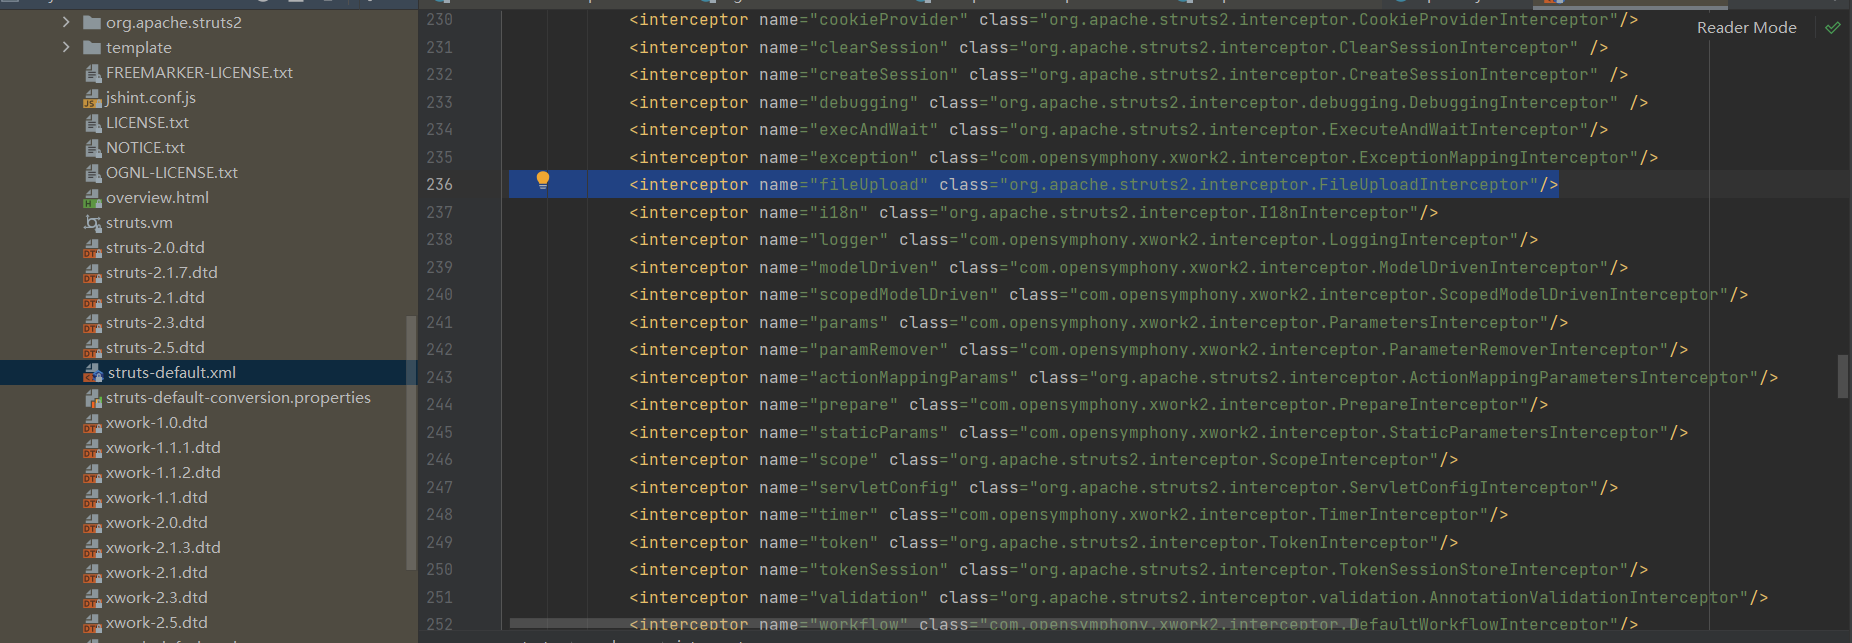 org.apache.struts2
template
FREEMARKER-LICENSE.txt
jshint.conf.js
LICENSE.txt
NOTICE.txt
OGNL-LICENSE.txt
overview.html
struts.vm
struts-2.0.dtd
struts-2.1.7.dtd
struts-2.1.dtd
struts-2.3.dtd
struts-2.5.dtd
struts-default.xml
struts-default-conversion.properties
xwork-1.0.dtd
xwork-1.1.1.dtd
xwork-1.1.2.dtd
xwork-1.1.dtd
xwork-2.0.dtd
xwork-2.1.3.dtd
xwork-2.1.dtd
xwork-2.3.dtd
xwork-2.5.dtd
Reader Mode
230 <interceptor name="cookieProvider" class="org.apache.struts2.interceptor.CookieProviderInterceptor"/>
231 <interceptor name="clearSession" class="org.apache.struts2.interceptor.ClearSessionInterceptor" />
232 <interceptor name="createSession" class="org.apache.struts2.interceptor.CreateSessionInterceptor" />
233 <interceptor name="debugging" class="org.apache.struts2.interceptor.debugging.DebuggingInterceptor" />
234 <interceptor name="execAndWait" class="org.apache.struts2.interceptor.ExecuteAndWaitInterceptor"/>
235 <interceptor name="exception" class="com.opensymphony.xwork2.interceptor.ExceptionMappingInterceptor"/>
236 <interceptor name="fileUpload" class="org.apache.struts2.interceptor.FileUploadInterceptor"/>
237 <interceptor name="i18n" class="org.apache.struts2.interceptor.I18nInterceptor"/>
238 <interceptor name="logger" class="com.opensymphony.xwork2.interceptor.LoggingInterceptor"/>
239 <interceptor name="modelDriven" class="com.opensymphony.xwork2.interceptor.ModelDrivenInterceptor"/>
240 <interceptor name="scopedModelDriven" class="com.opensymphony.xwork2.interceptor.ScopedModelDrivenInterceptor"/>
241 <interceptor name="params" class="com.opensymphony.xwork2.interceptor.ParametersInterceptor"/>
242 <interceptor name="paramRemover" class="com.opensymphony.xwork2.interceptor.ParameterRemoverInterceptor"/>
243 <interceptor name="actionMappingParams" class="org.apache.struts2.interceptor.ActionMappingParametersInterceptor"/>
244 <interceptor name="prepare" class="com.opensymphony.xwork2.interceptor.PrepareInterceptor"/>
245 <interceptor name="staticParams" class="com.opensymphony.xwork2.interceptor.StaticParametersInterceptor"/>
246 <interceptor name="scope" class="org.apache.struts2.interceptor.ScopeInterceptor"/>
247 <interceptor name="servletConfig" class="org.apache.struts2.interceptor.ServletConfigInterceptor"/>
248 <interceptor name="timer" class="com.opensymphony.xwork2.interceptor.TimerInterceptor"/>
249 <interceptor name="token" class="org.apache.struts2.interceptor.TokenInterceptor"/>
250 <interceptor name="tokenSession" class="org.apache.struts2.interceptor.TokenSessionStoreInterceptor"/>
251 <interceptor name="validation" class="org.apache.struts2.interceptor.validation.AnnotationValidationInterceptor"/>
252 <interceptor name="workflow" class="com.opensymphony.xwork2.interceptor.DefaultWorkflowInterceptor"/>